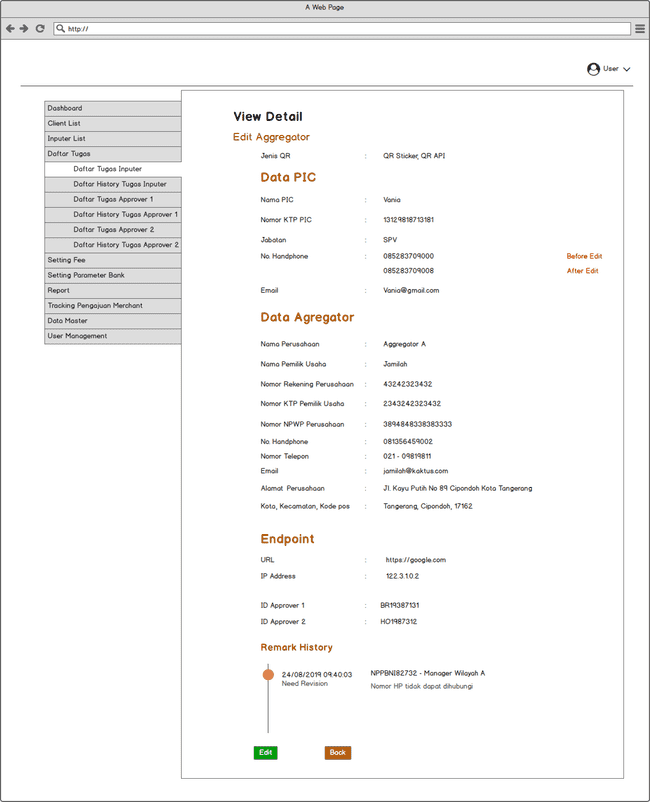 A Web Page
http://
User
Dashboard
Client List
Inputer List
Daftar Tugas
Daftar Tugas Inputer
Daftar History Tugas Inputer
Daftar Tugas Approver 1
Daftar History Tugas Approver 1
Daftar Tugas Approver 2
Daftar History Tugas Approver 2
Setting Fee
Setting Parameter Bank
Report
Tracking Pengajuan Merchant
Data Master
User Management
View Detail
Edit Aggregator
Jenis QR : QR Sticker, QR API
Data PIC
Nama PIC : Vania
Nomor KTP PIC : 13129818713181
Jabatan : SPV
No. Handphone : 085283709000 Before Edit
085283709008 After Edit
Email : Vania@gmail.com
Data Agregator
Nama Perusahaan : Aggregator A
Nama Pemilik Usaha : Jamilah
Nomor Rekening Perusahaan : 43242323432
Nomor KTP Pemilik Usaha : 2343242323432
Nomor NPWP Perusahaan : 3894848338383333
No. Handphone : 081356459002
Nomor Telepon : 021 - 09819811
Email : jamilah@kaktus.com
Alamat Perusahaan : Jl. Kayu Putih No 89 Cipondoh Kota Tangerang
Kota, Kecamatan, Kode pos : Tangerang, Cipondoh, 17162
Endpoint
URL : https://google.com
IP Address : 122.3.1.0.2
ID Approver 1 : BR19387131
ID Approver 2 : HO1987312
Remark History
24/08/2019 09:40:03 NPPBNI82732 - Manager Wilayah A
Need Revision Nomor HP tidak dapat dihubungi
Edit Back